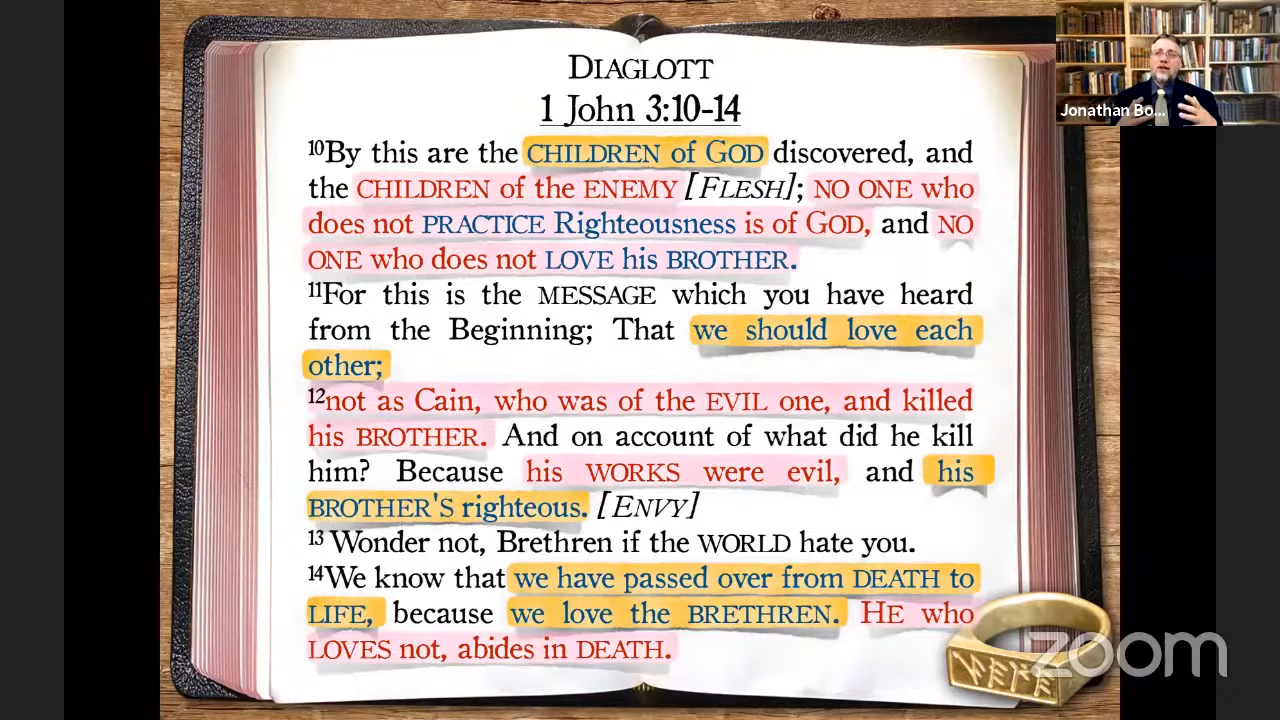 DIAGLOTT
1 John 3:10-14
¹⁰By this are the CHILDREN of GOD discovered, and
the CHILDREN of the ENEMY [FLESH]; NO ONE who
does not PRACTICE Righteousness is of GOD, and NO
ONE who does not LOVE his BROTHER.
¹¹For this is the MESSAGE which you have heard
from the Beginning; That we should love each
other;
¹²not as Cain, who was of the EVIL one, and killed
his BROTHER. And on account of what did he kill
him? Because his WORKS were evil, and his
BROTHER'S righteous. [ENVY]
¹³ Wonder not, Brethren if the WORLD hate you.
¹⁴We know that we have passed over from DEATH to
LIFE, because we love the BRETHREN. HE who
LOVES not, abides in DEATH.
Jonathan Bo...
zoom